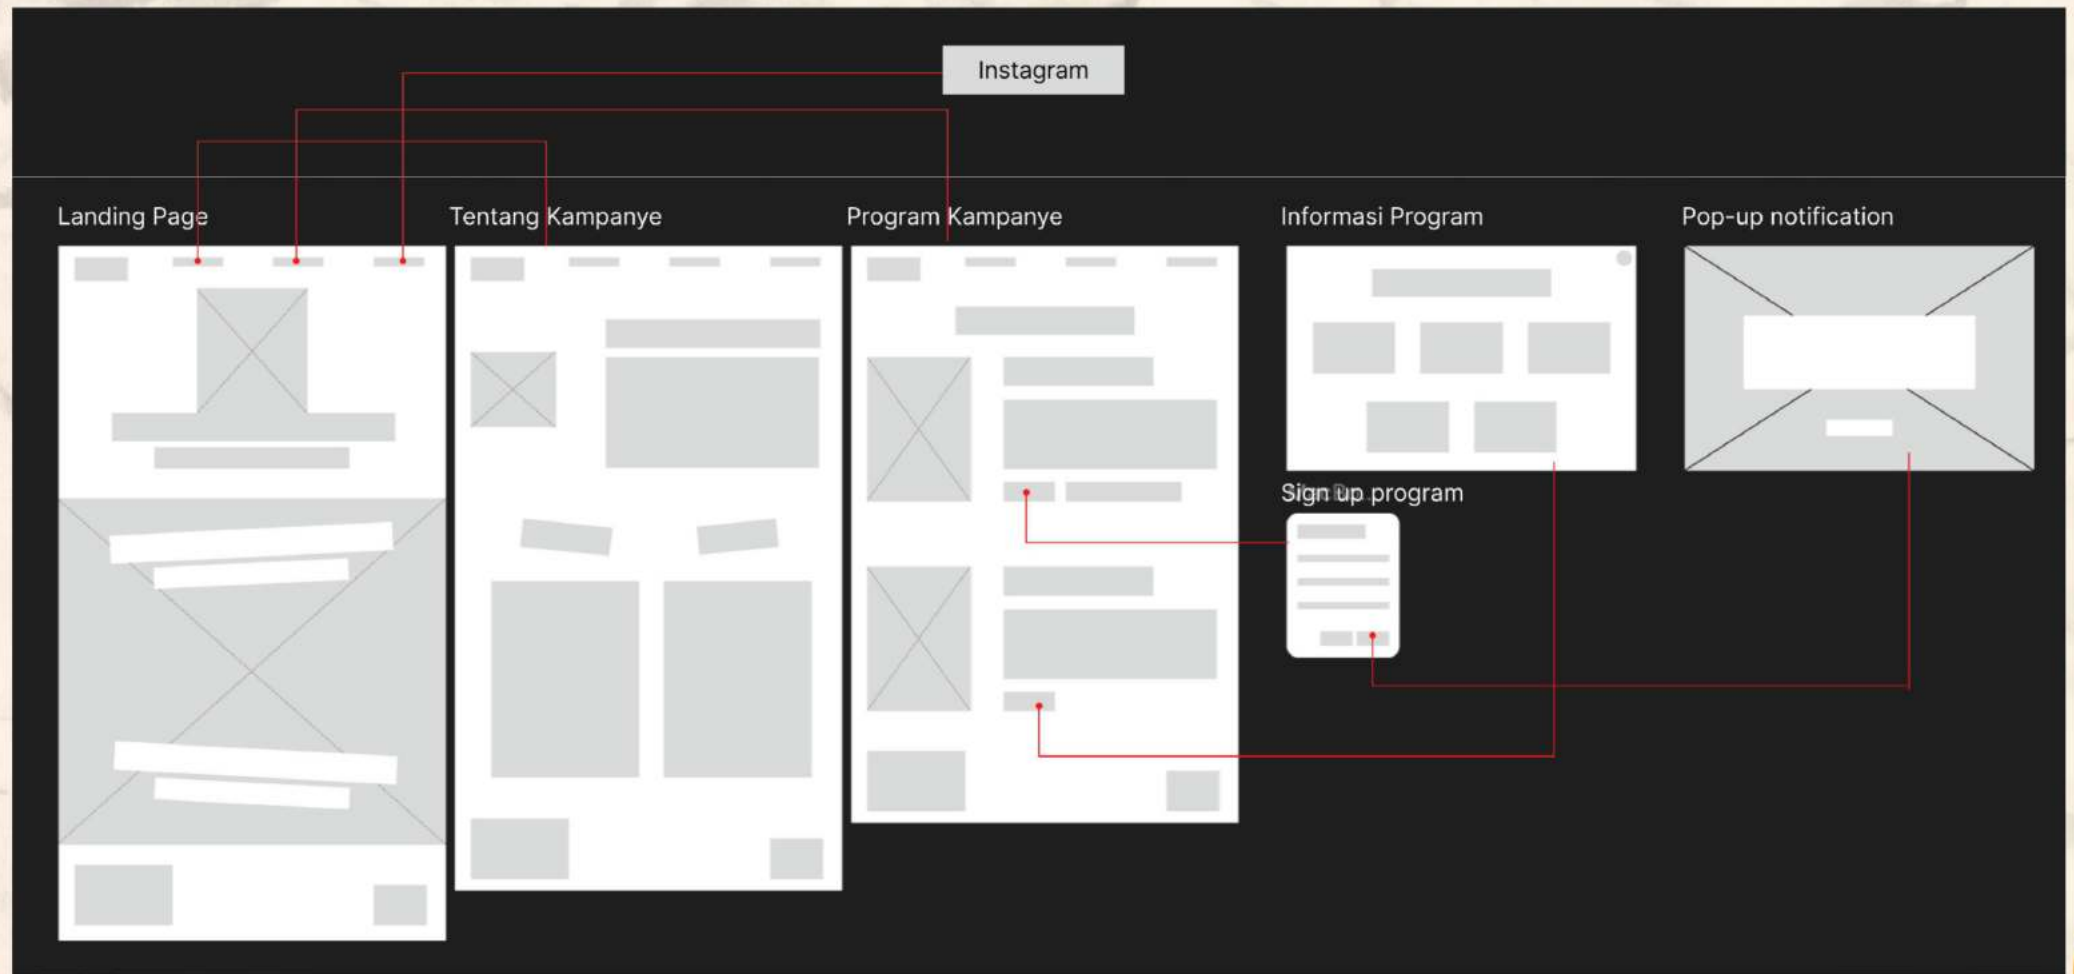 Instagram
Landing Page
Tentang Kampanye
Program Kampanye
Informasi Program
Pop-up notification
Sign up program